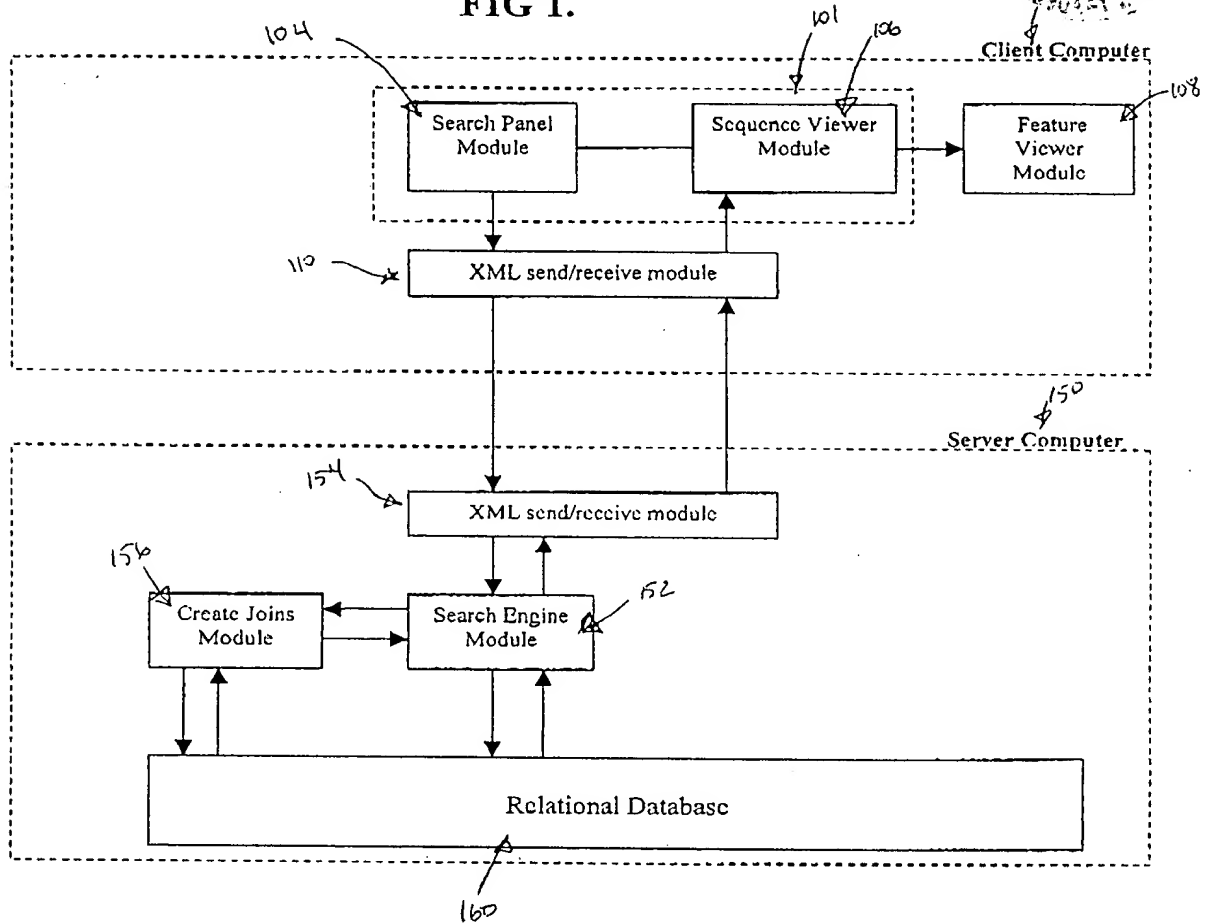 FIG 1.
104
101
106
Client Computer
108
Search Panel
Module
Sequence Viewer
Module
Feature
Viewer
Module
110
XML send/receive module
150
Server Computer
154
XML send/receive module
156
Create Joins
Module
Search Engine
Module
152
Relational Database
160